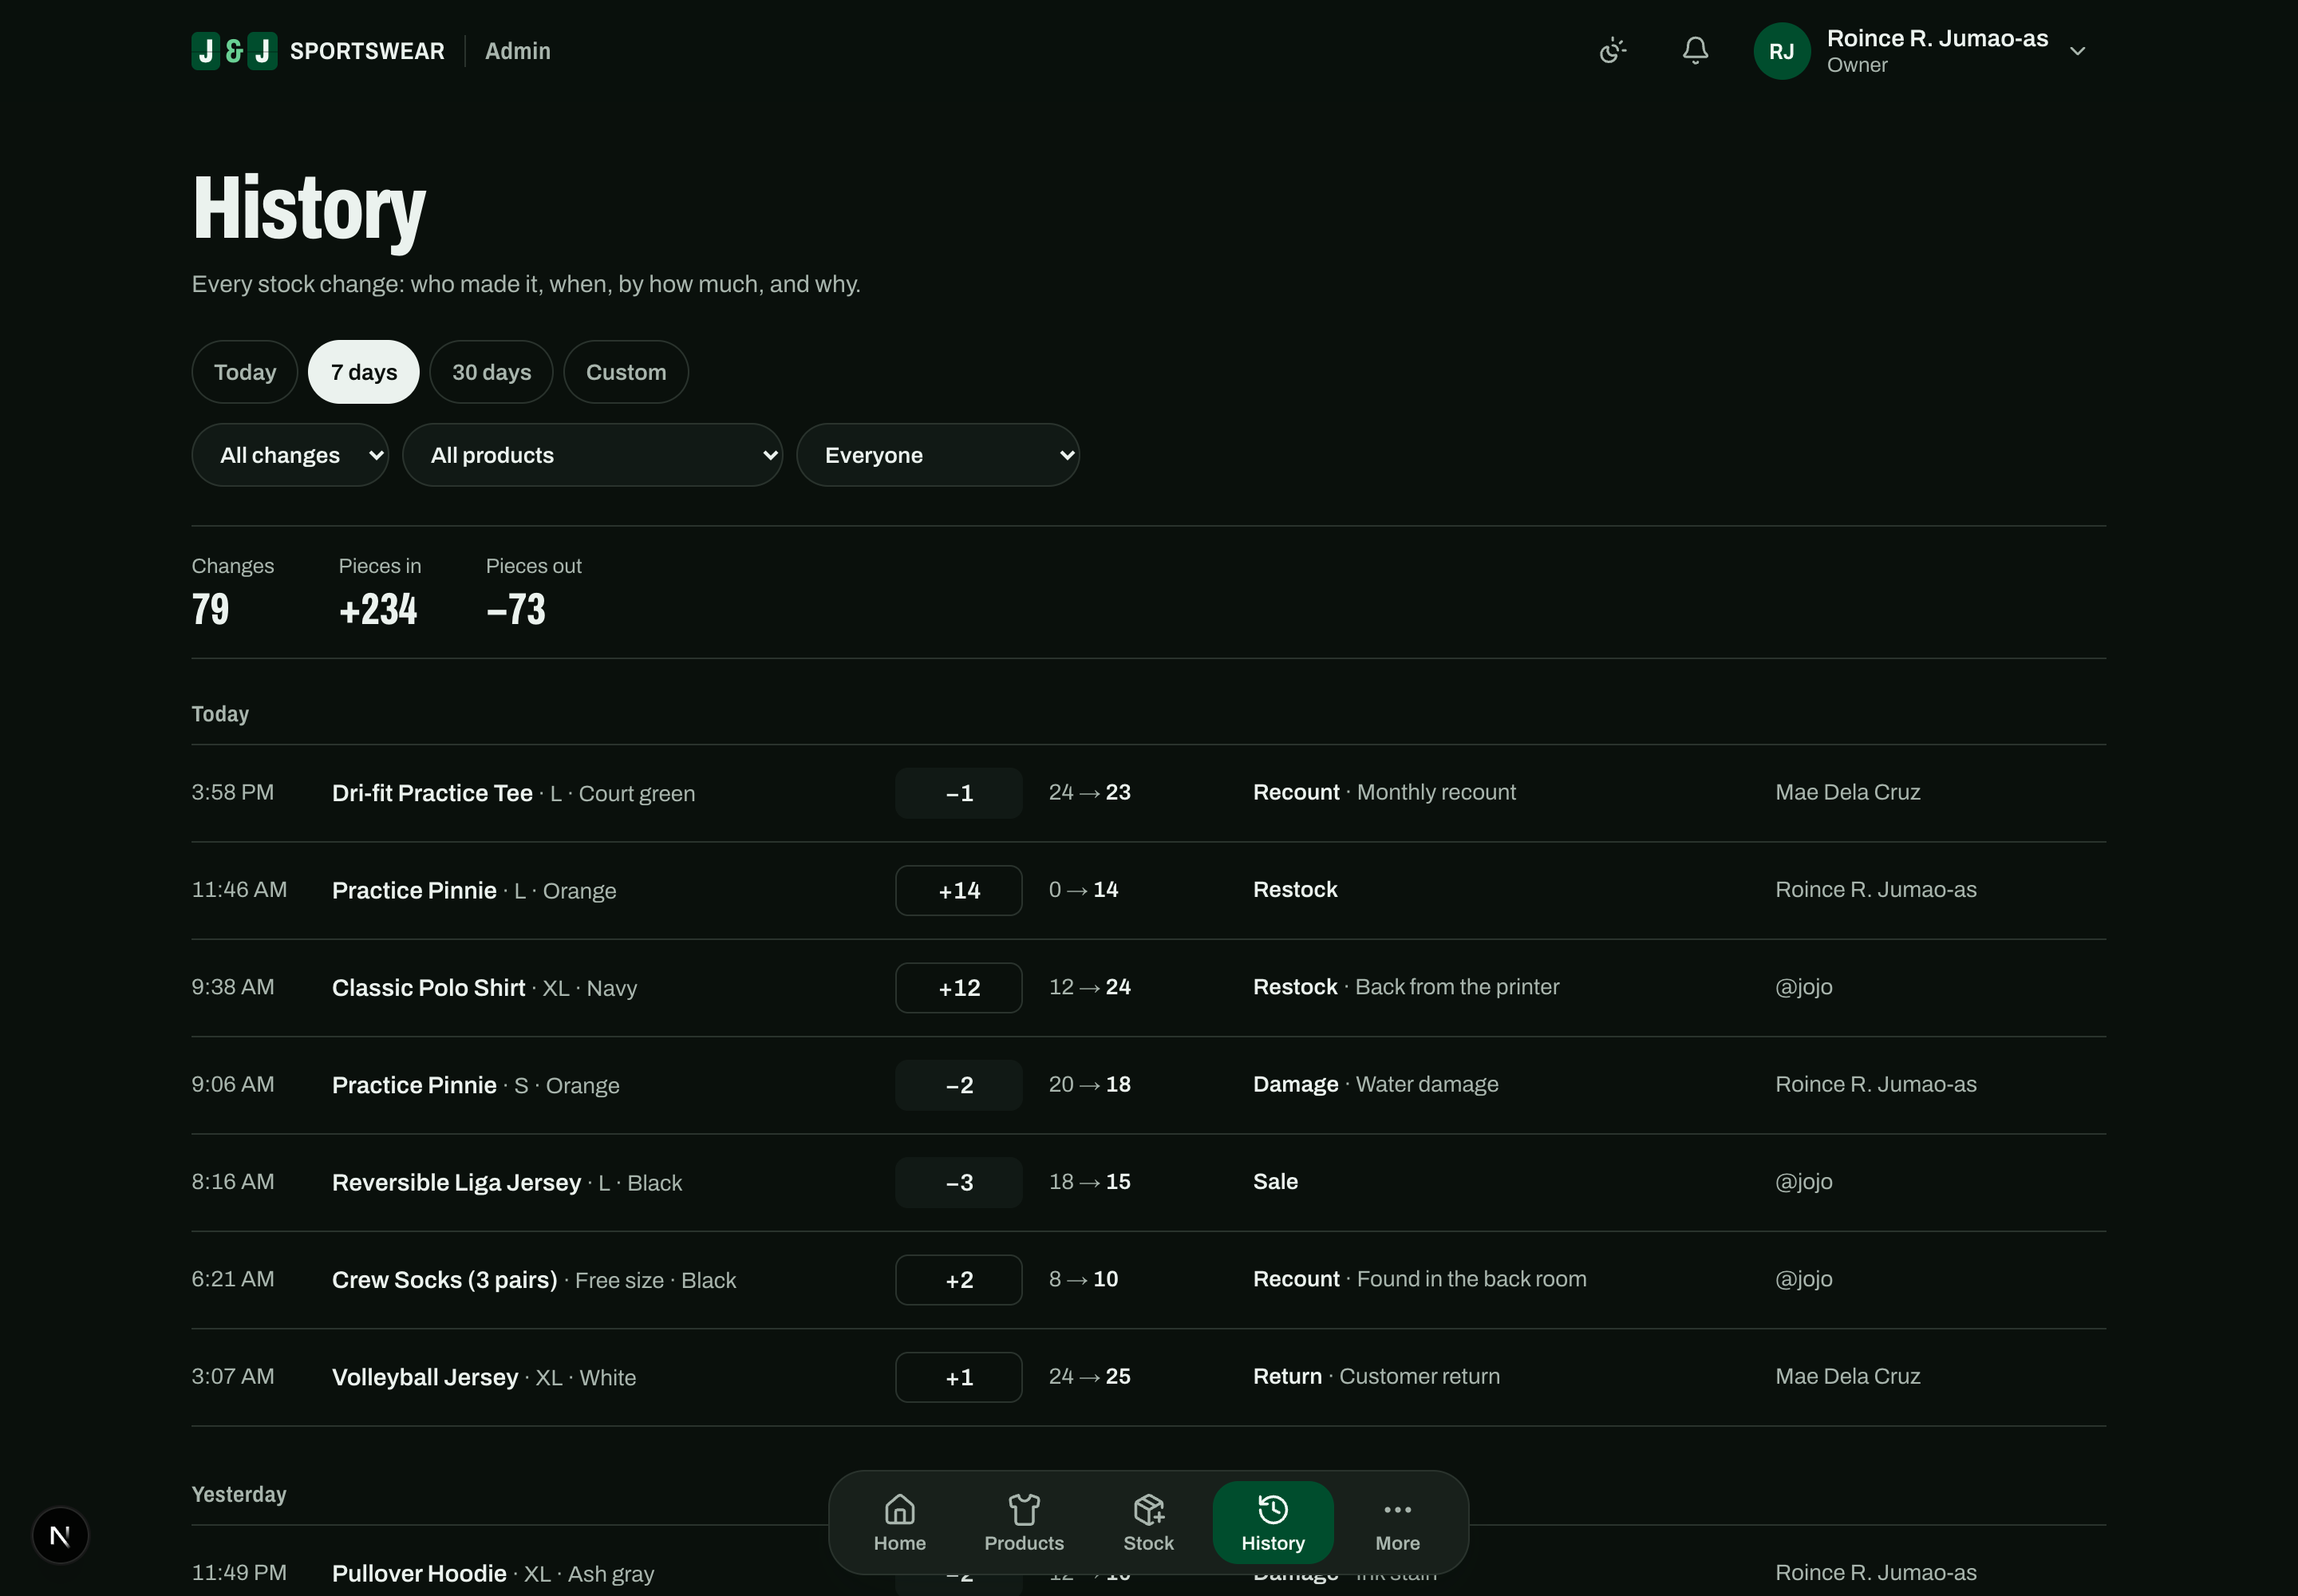 J & J SPORTSWEAR Admin
RJ Roince R. Jumao-as
Owner
History
Every stock change: who made it, when, by how much, and why.
Today 7 days 30 days Custom
All changes All products Everyone
Changes Pieces in Pieces out
79 +234 −73
Today
3:58 PM Dri-fit Practice Tee · L · Court green −1 24 → 23 Recount · Monthly recount Mae Dela Cruz
11:46 AM Practice Pinnie · L · Orange +14 0 → 14 Restock Roince R. Jumao-as
9:38 AM Classic Polo Shirt · XL · Navy +12 12 → 24 Restock · Back from the printer @jojo
9:06 AM Practice Pinnie · S · Orange −2 20 → 18 Damage · Water damage Roince R. Jumao-as
8:16 AM Reversible Liga Jersey · L · Black −3 18 → 15 Sale @jojo
6:21 AM Crew Socks (3 pairs) · Free size · Black +2 8 → 10 Recount · Found in the back room @jojo
3:07 AM Volleyball Jersey · XL · White +1 24 → 25 Return · Customer return Mae Dela Cruz
Yesterday
11:49 PM Pullover Hoodie · XL · Ash gray −2 Damage · Ink stain Roince R. Jumao-as
N
Home Products Stock History More